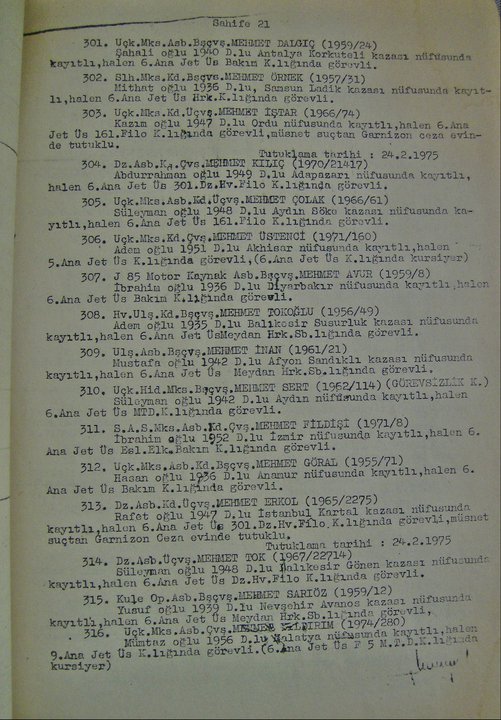 Sahife 21
301. Uçk.Mks.Asb.Bşçvş.MEHMET DALGIÇ (1959/24)
Şahali oğlu 1940 D.lu Antalya Korkuteli kazası nüfusunda
kayıtlı,halen 6.Ana Jet Üs Bakım K.lığında görevli.
302. Slh.Mks.Kd.Bşçvş.MEHMET ÖRNEK (1957/31)
Mithat oğlu 1936 D.lu, Samsun Ladik kazası nüfusunda kayıt-
lı,halen 6.Ana Jet Üs Hrk.K.lığında görevli.
303. Uçk.Mks.Kd.Üçvş.MEHMET İŞTAR (1966/74)
Kazım oğlu 1947 D.lu Ordu nüfusunda kayıtlı,halen 6.Ana
Jet Üs 161.Filo K.lığında görevli,müsnet suçtan Garnizon ceza evin-
de tutuklu.
Tutuklama tarihi : 24.2.1975
304. Dz.Asb.Kd.Çvş.MEHMET KILIÇ (1970/21417)
Abdurrahman oğlu 1949 D.lu Adapazarı nüfusunda kayıtlı,
halen 6.Ana Jet Üs 301.Dz.Hv.Filo K.lığında görevli.
305. Uçk.Mks.Asb.Kd.Üçvş.MEHMET ÇOLAK (1966/61)
Süleyman oğlu 1948 D.lu Aydın Söke kazası nüfusunda ka-
yıtlı,halen 6.Ana Jet Üs 161.Filo K.lığında görevli.
306. Uçk.Mks.Kd.Çvş.MEHMET ÜSTENCİ (1971/160)
Adem oğlu 1951 D.lu Akhisar nüfusunda kayıtlı,halen
5.Ana Jet Üs K.lığında görevli,(6.Ana Jet Üs K.lığında kursiyer)
307. J 85 Motor Kaynak Asb.Bşçvş.MEHMET AVUR (1959/8)
İbrahim oğlu 1936 D.lu Diyarbakır nüfusunda kayıtlı,halen
6.Ana Jet Üs Bakım K.lığında görevli.
308. Hv.Ulş.Kd.Bşçvş.MEHMET TOKOĞLU (1956/49)
Adem oğlu 1935 D.lu Balıkesir Susurluk kazası nüfusunda
kayıtlı,halen 6.Ana Jet ÜsMeydan Hrk.Sb.lığında görevli.
309. Ulş.Asb.Bşçvş.MEHMET İNAN (1961/21)
Mustafa oğlu 1942 D.lu Afyon Sandıklı kazası nüfusunda
kayıtlı,halen 6.Ana Jet Üs Meydan Hrk.Sb.lığında görevli.
310. Uçk.Hid.Mks.Bşçvş.MEHMET SERT (1962/114) (GÖREVSİZLİK K.)
Süleyman oğlu 1942 D.lu Aydın nüfusunda kayıtlı,halen
6.Ana Jet Üs MTD.K.lığında görevli.
311. S.A.S.Mks.Asb.Kd.Çvş.MEHMET FİLDİŞİ (1971/8)
İbrahim oğlu 1952 D.lu İzmir nüfusunda kayıtlı,halen 6.
Ana Jet Üs Esl.Elk.Bakım K.lığında görevli.
312. Uçk.Mks.Asb.Kd.Bşçvş.MEHMET GÖRAL (1955/71)
Hasan oğlu 1936 D.lu Anamur nüfusunda kayıtlı,halen 6.
Ana Jet Üs Bakım K.lığında görevli.
313. Dz.Asb.Kd.Üçvş.MEHMET ERKOL (1965/2275)
Rafet oğlu 1947 D.lu İstanbul Kartal kazası nüfusunda
kayıtlı,halen 6.Ana Jet Üs 301.Dz.Hv.Filo.K.lığında görevli,müsnet
suçtan Garnizon Ceza evinde tutuklu.
Tutuklama tarihi : 24.2.1975
314. Dz.Asb.Üçvş.MEHMET TOK (1967/22714)
Süleyman oğlu 1948 D.lu Balıkesir Gönen kazası nüfusunda
kayıtlı,halen 6.Ana Jet Üs Dz.Hv.Filo K.lığında görevli.
315. Kule Op.Asb.Bşçvş.MEHMET SARIÖZ (1959/12)
Yusuf oğlu 1939 D.lu Nevşehir Avanos kazası nüfusunda
kayıtlı,halen 6.Ana Jet Üs Meydan Hrk.Sb.lığında görevli,
316. Uçk.Mks.Asb.Çvş.MEHMET YILDIRIM (1974/280)
Mümtaz oğlu 1956 D.lu Malatya nüfusunda kayıtlı,halen
9.Ana Jet Üs K.lığında görevli.(6.Ana Jet Üs F 5 M.T.D.K.lığında
kursiyer)